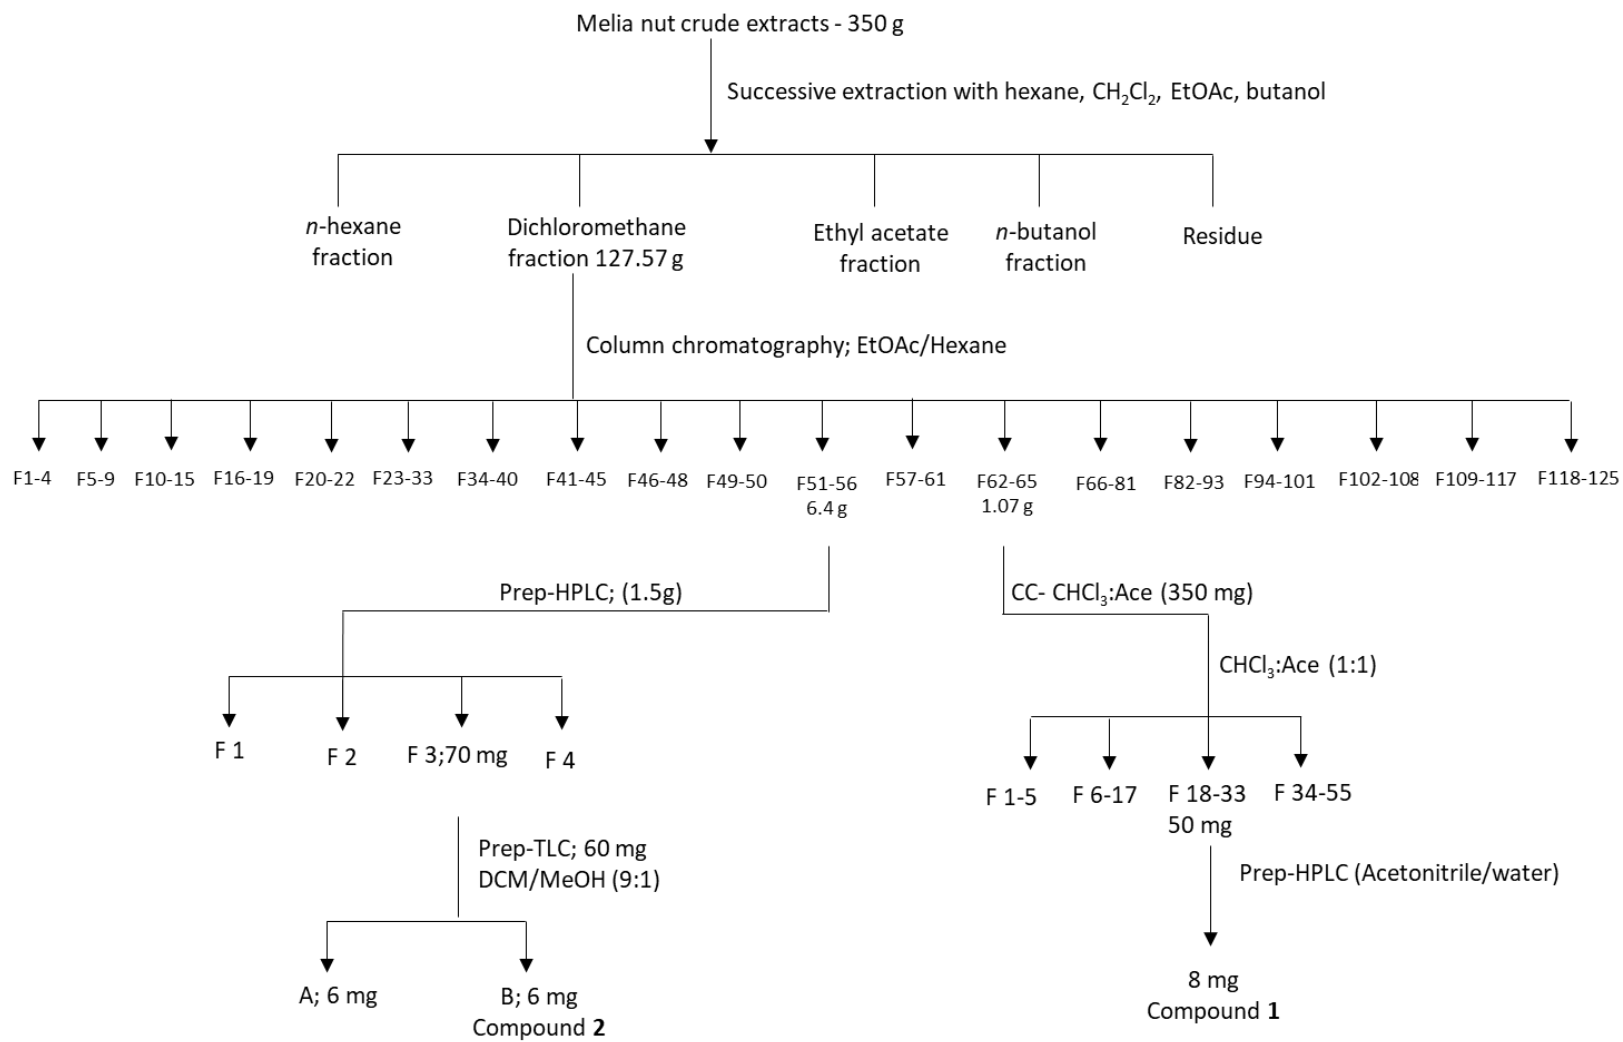 Melia nut crude extracts - 350 g
Successive extraction with hexane, CH₂Cl₂, EtOAc, butanol
n-hexane
fraction
Dichloromethane
fraction 127.57 g
Ethyl acetate
fraction
n-butanol
fraction
Residue
Column chromatography; EtOAc/Hexane
F1-4
F5-9
F10-15
F16-19
F20-22
F23-33
F34-40
F41-45
F46-48
F49-50
F51-56
6.4 g
F57-61
F62-65
1.07 g
F66-81
F82-93
F94-101
F102-108
F109-117
F118-125
Prep-HPLC; (1.5g)
CC- CHCl₃:Ace (350 mg)
CHCl₃:Ace (1:1)
F 1
F 2
F 3;70 mg
F 4
F 1-5
F 6-17
F 18-33
50 mg
F 34-55
Prep-TLC; 60 mg
DCM/MeOH (9:1)
Prep-HPLC (Acetonitrile/water)
A; 6 mg
B; 6 mg
Compound 2
8 mg
Compound 1